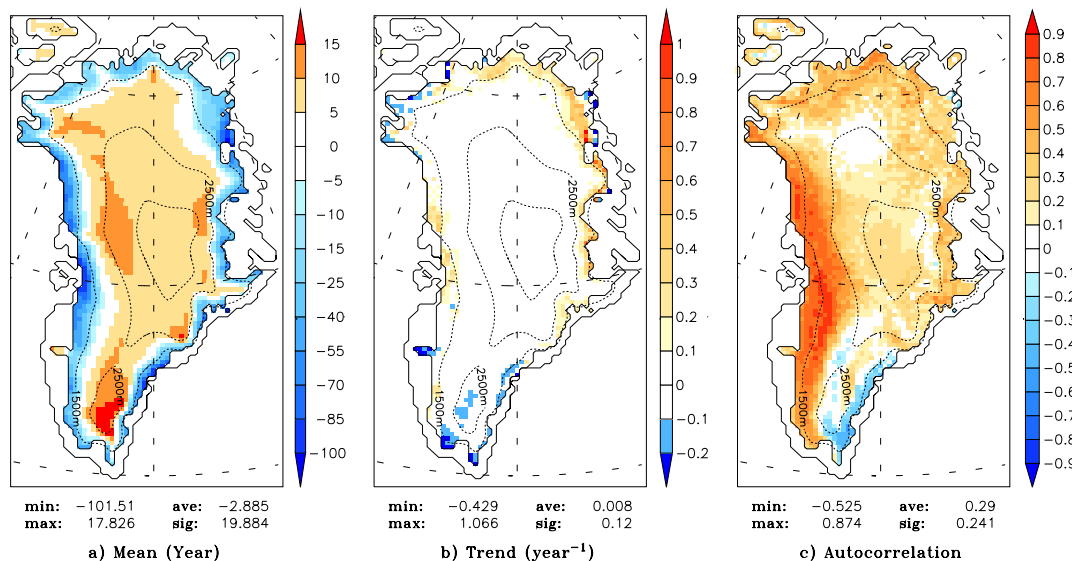 15
10
5
0
−5
−10
−25
−40
−55
−70
−85
−100
2500m
2500m
1500m
min: −101.51 ave: −2.885
max: 17.826 sig: 19.884
a) Mean (Year)
1
0.9
0.8
0.7
0.6
0.5
0.4
0.3
0.2
0.1
0
−0.1
−0.2
2500m
2500m
1500m
min: −0.429 ave: 0.008
max: 1.066 sig: 0.12
b) Trend (year⁻¹)
0.9
0.8
0.7
0.6
0.5
0.4
0.3
0.2
0.1
0
−0.1
−0.2
−0.3
−0.4
−0.5
−0.6
−0.7
−0.8
−0.9
2500m
2500m
1500m
min: −0.525 ave: 0.29
max: 0.874 sig: 0.241
c) Autocorrelation